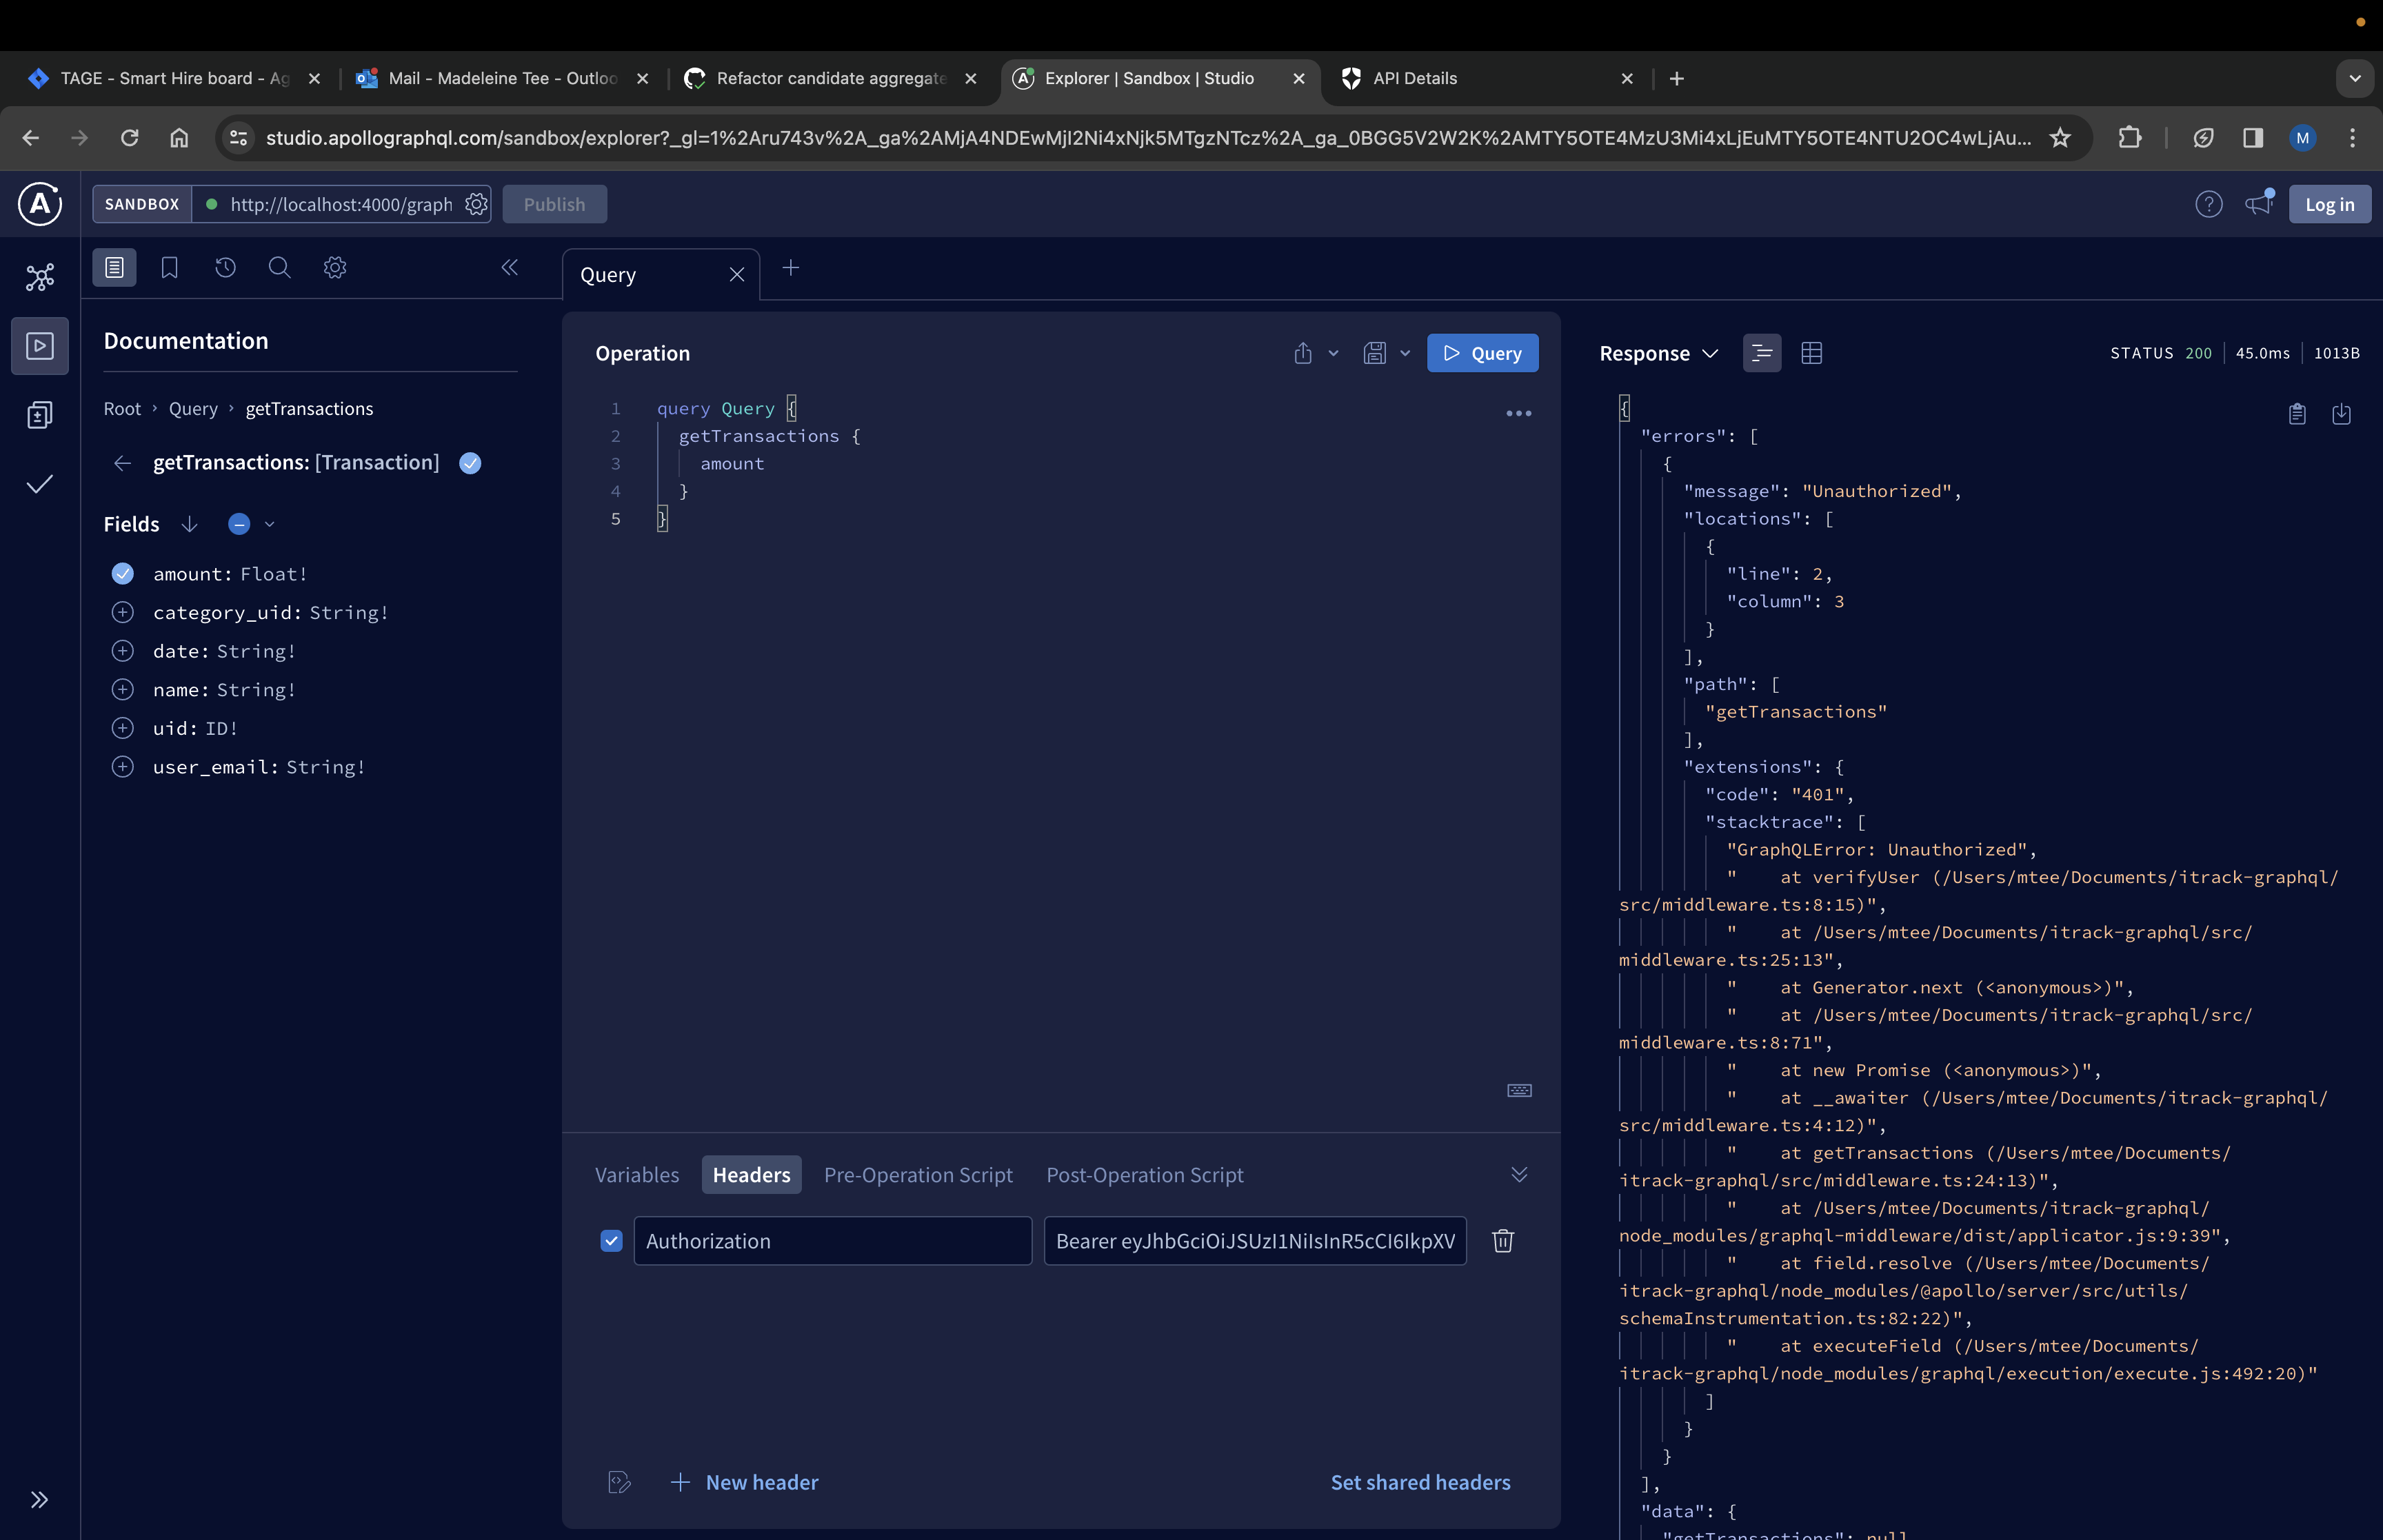 TAGE - Smart Hire board - Ag
Mail - Madeleine Tee - Outloo
Refactor candidate aggregate
Explorer | Sandbox | Studio
API Details
studio.apollographql.com/sandbox/explorer?_gl=1%2Aru743v%2A_ga%2AMjA4NDEwMjI2Ni4xNjk5MTgzNTcz%2A_ga_0BGG5V2W2K%2AMTY5OTE4MzU3Mi4xLjEuMTY5OTE4NTU2OC4wLjAu...
M
SANDBOX
http://localhost:4000/graph
Publish
Log in
Query
Documentation
Root › Query › getTransactions
getTransactions: [Transaction]
Fields
amount: Float!
category_uid: String!
date: String!
name: String!
uid: ID!
user_email: String!
Operation
Query
1 query Query {
2 getTransactions {
3 amount
4 }
5 }
Variables
Headers
Pre-Operation Script
Post-Operation Script
Authorization
Bearer eyJhbGciOiJSUzI1NiIsInR5cCI6IkpXV
New header
Set shared headers
Response
STATUS 200
45.0ms
1013B
{
"errors": [
{
"message": "Unauthorized",
"locations": [
{
"line": 2,
"column": 3
}
],
"path": [
"getTransactions"
],
"extensions": {
"code": "401",
"stacktrace": [
"GraphQLError: Unauthorized",
"    at verifyUser (/Users/mtee/Documents/itrack-graphql/
src/middleware.ts:8:15)",
"    at /Users/mtee/Documents/itrack-graphql/src/
middleware.ts:25:13",
"    at Generator.next (<anonymous>)",
"    at /Users/mtee/Documents/itrack-graphql/src/
middleware.ts:8:71",
"    at new Promise (<anonymous>)",
"    at __awaiter (/Users/mtee/Documents/itrack-graphql/
src/middleware.ts:4:12)",
"    at getTransactions (/Users/mtee/Documents/
itrack-graphql/src/middleware.ts:24:13)",
"    at /Users/mtee/Documents/itrack-graphql/
node_modules/graphql-middleware/dist/applicator.js:9:39",
"    at field.resolve (/Users/mtee/Documents/
itrack-graphql/node_modules/@apollo/server/src/utils/
schemaInstrumentation.ts:82:22)",
"    at executeField (/Users/mtee/Documents/
itrack-graphql/node_modules/graphql/execution/execute.js:492:20)"
]
}
}
],
"data": {
"getTransactions": null